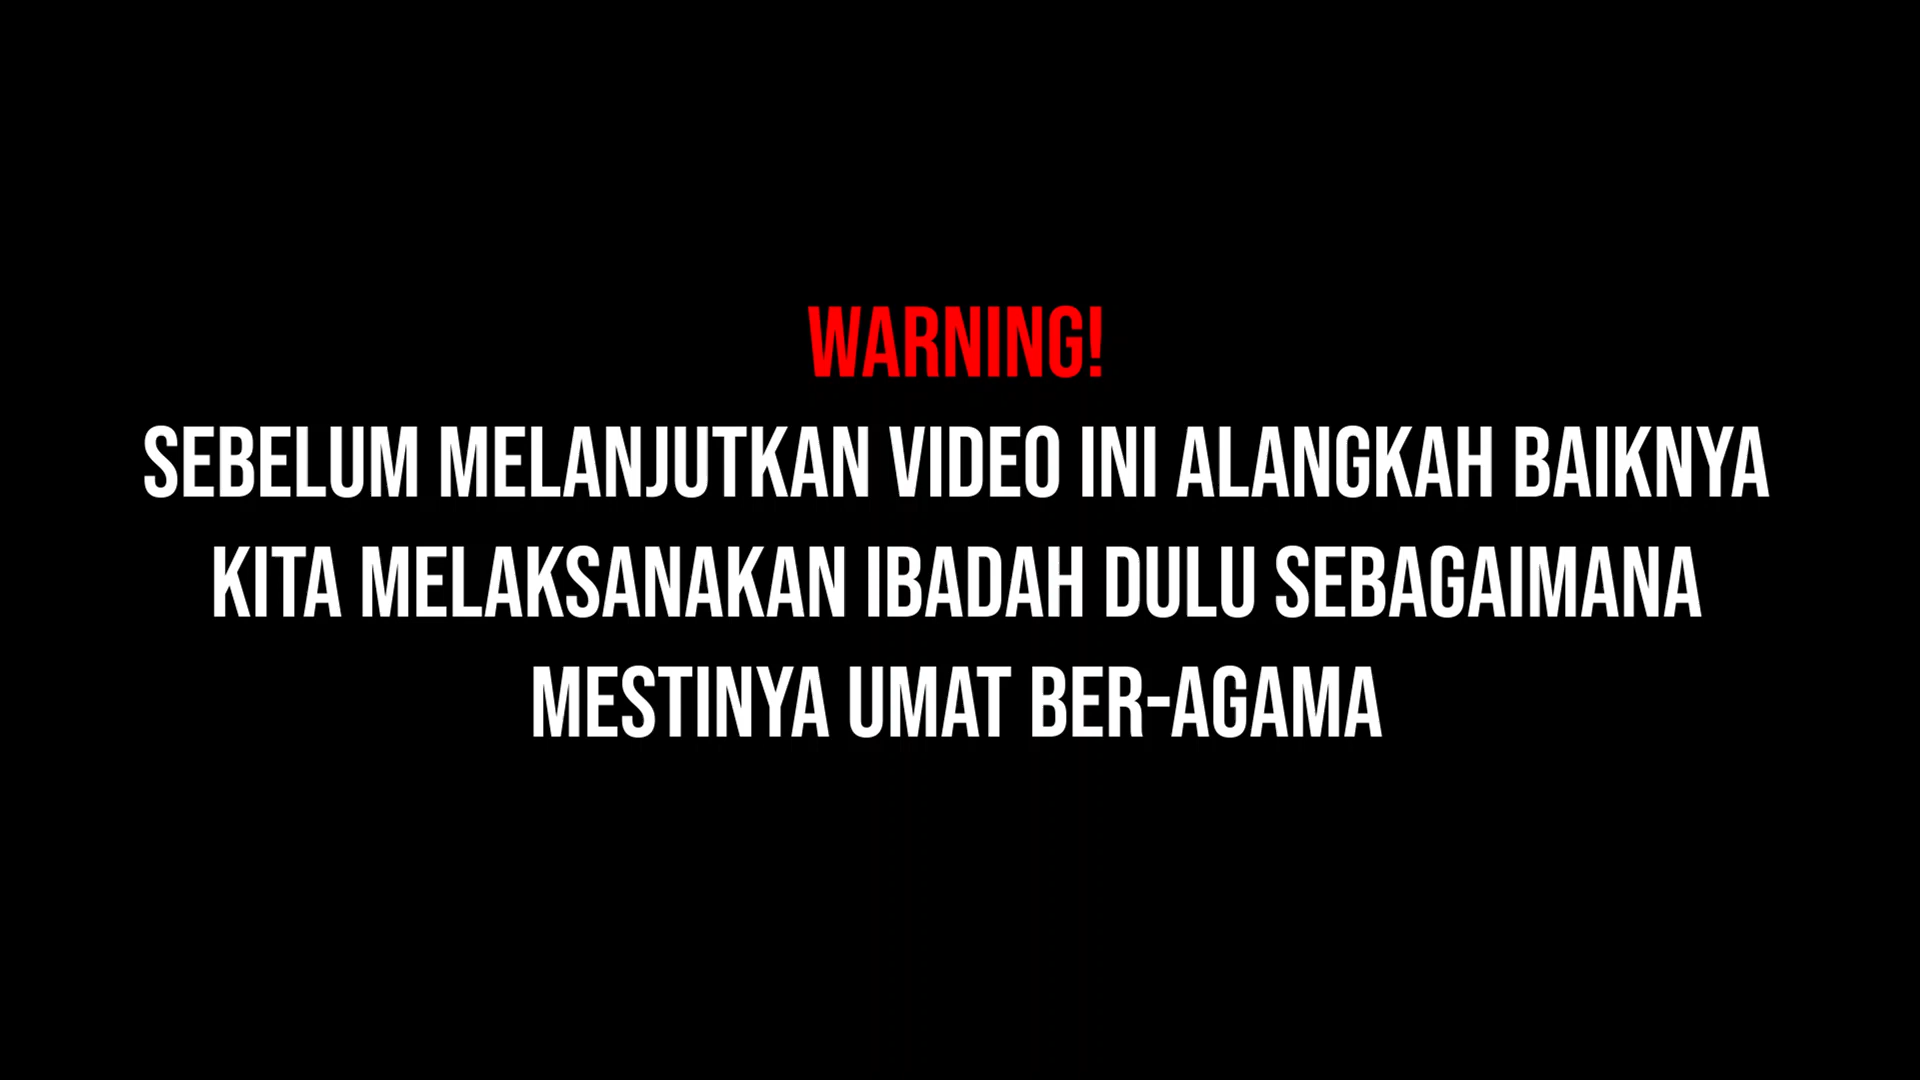 WARNING!
SEBELUM MELANJUTKAN VIDEO INI ALANGKAH BAIKNYA
KITA MELAKSANAKAN IBADAH DULU SEBAGAIMANA
MESTINYA UMAT BER-AGAMA